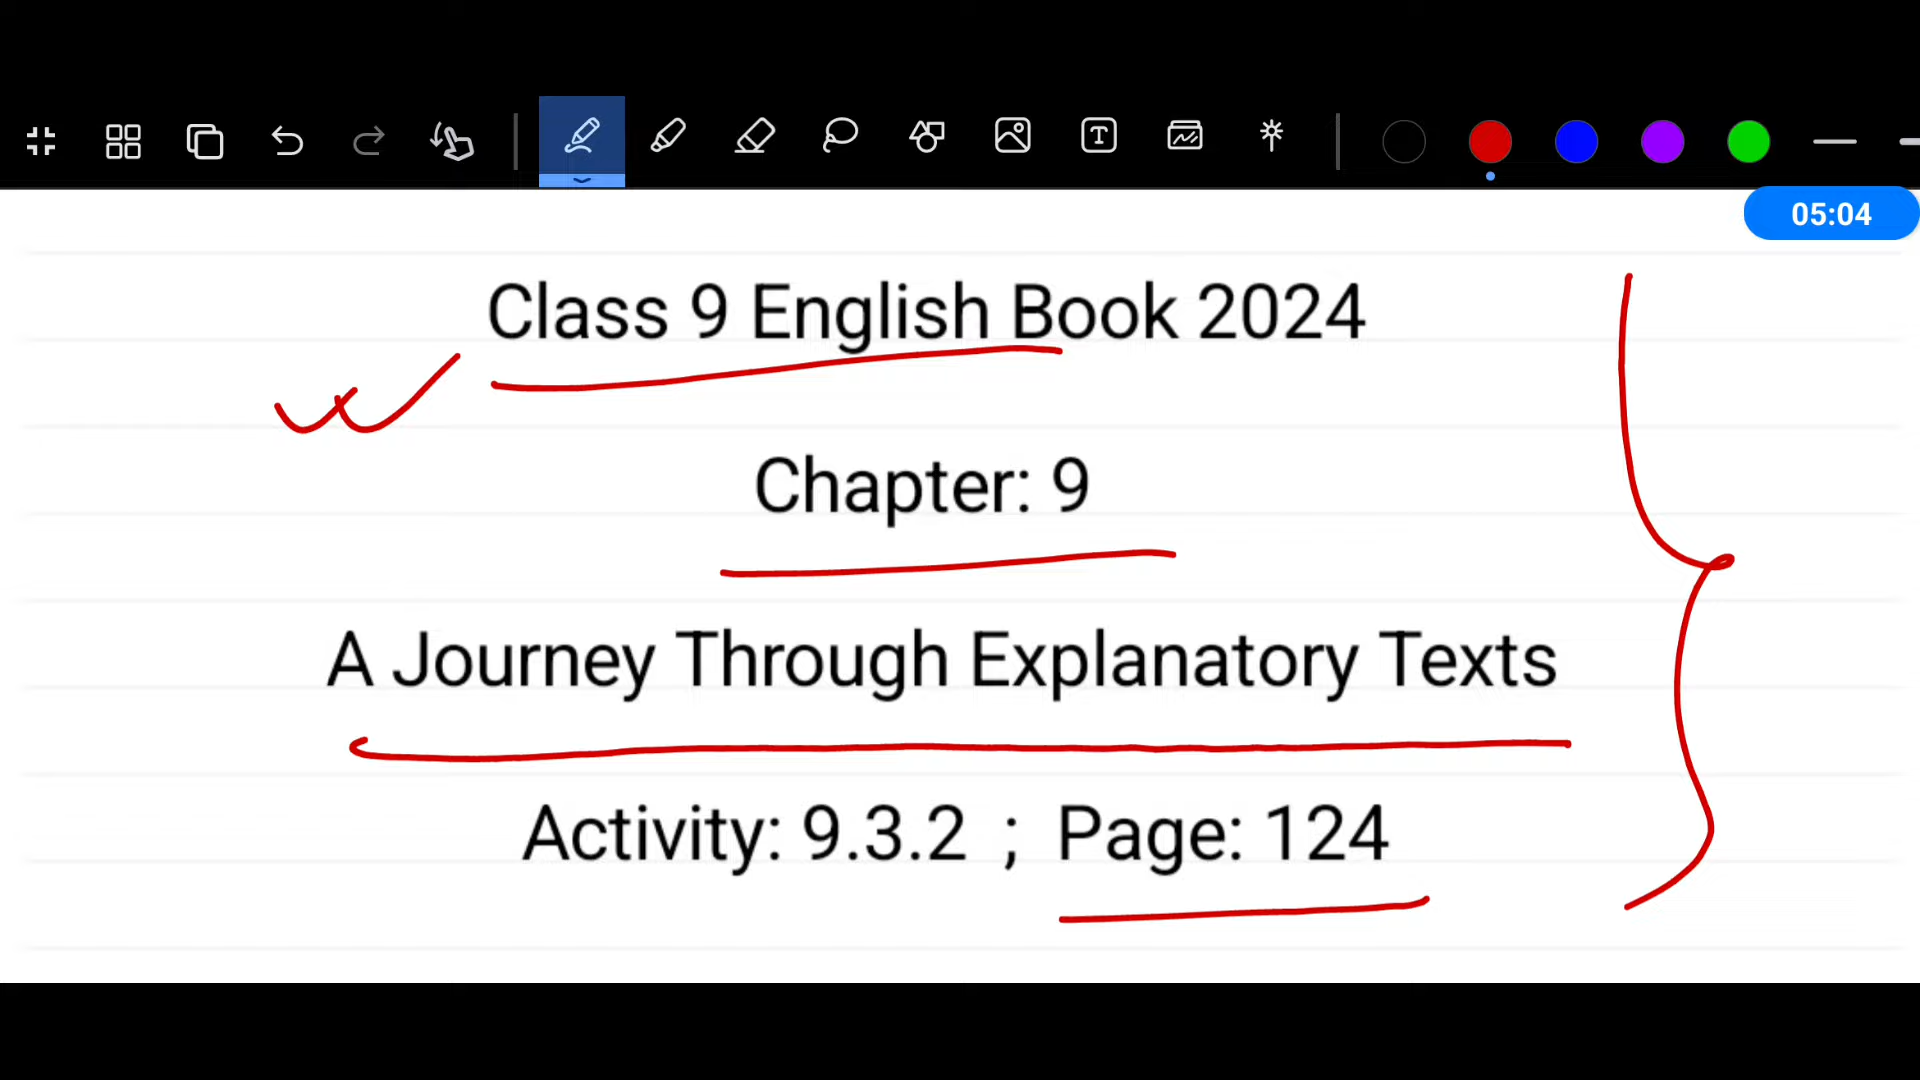 05:04
Class 9 English Book 2024
Chapter: 9
A Journey Through Explanatory Texts
Activity: 9.3.2 ; Page: 124